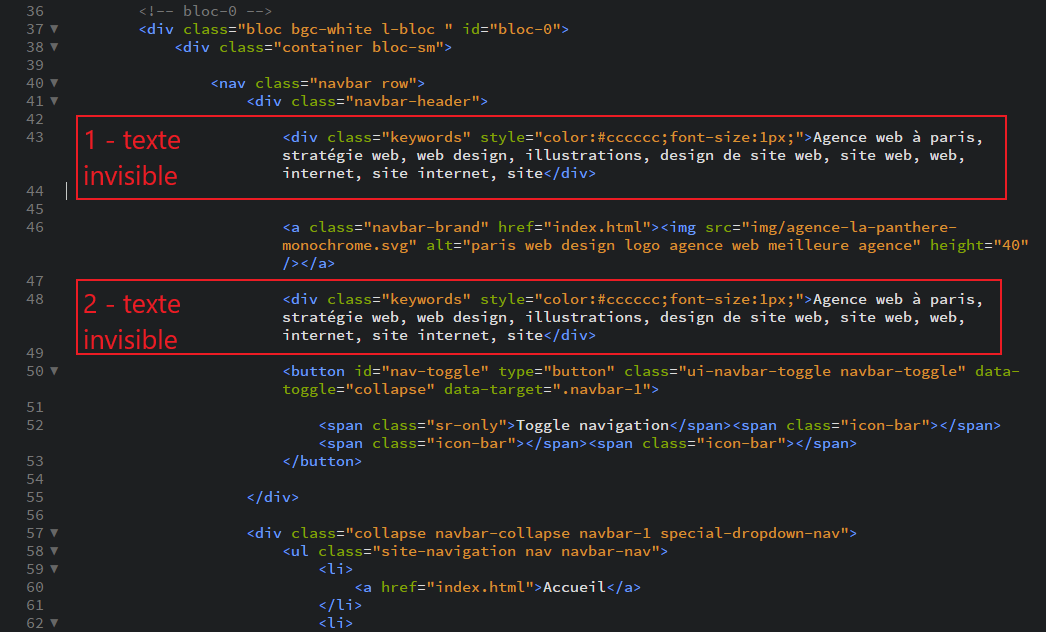 36 <!-- bloc-0 -->
37 ▼ <div class="bloc bgc-white l-bloc " id="bloc-0">
38 ▼ <div class="container bloc-sm">
39
40 ▼ <nav class="navbar row">
41 ▼ <div class="navbar-header">
42
1 - texte
invisible
43 <div class="keywords" style="color:#cccccc;font-size:1px;">Agence web à paris,
stratégie web, web design, illustrations, design de site web, site web, web,
internet, site internet, site</div>
44
45
46 <a class="navbar-brand" href="index.html"><img src="img/agence-la-panthere-
monochrome.svg" alt="paris web design logo agence web meilleure agence" height="40"
/></a>
47
2 - texte
invisible
48 <div class="keywords" style="color:#cccccc;font-size:1px;">Agence web à paris,
stratégie web, web design, illustrations, design de site web, site web, web,
internet, site internet, site</div>
49
50 ▼ <button id="nav-toggle" type="button" class="ui-navbar-toggle navbar-toggle" data-
toggle="collapse" data-target=".navbar-1">
51
52 <span class="sr-only">Toggle navigation</span><span class="icon-bar"></span>
<span class="icon-bar"></span><span class="icon-bar"></span>
53 </button>
54
55 </div>
56
57 ▼ <div class="collapse navbar-collapse navbar-1 special-dropdown-nav">
58 ▼ <ul class="site-navigation nav navbar-nav">
59 ▼ <li>
60 <a href="index.html">Accueil</a>
61 </li>
62 ▼ <li>